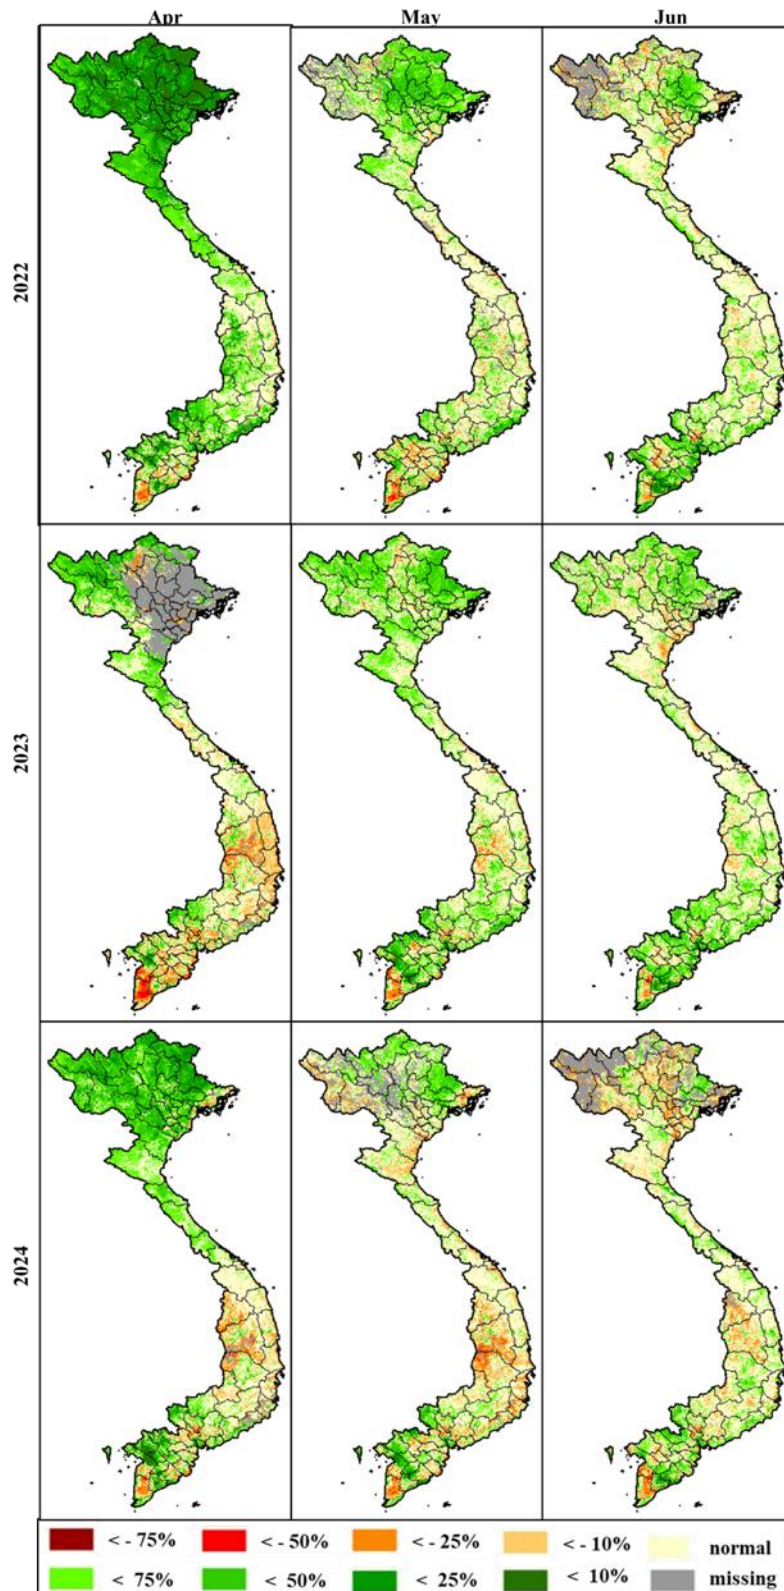 Apr May Jun
2022
2023
2024
< - 75% < - 50% < - 25% < - 10% normal
< 75% < 50% < 25% < 10% missing